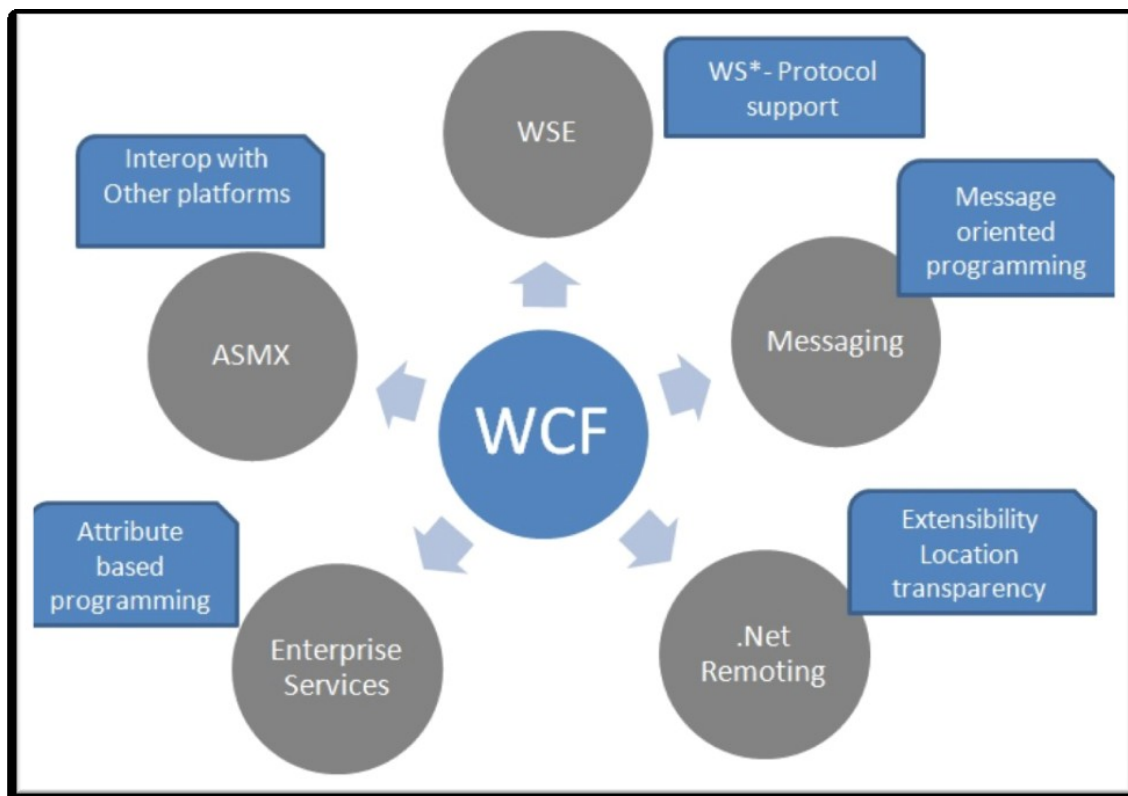 WS*- Protocol
support
WSE
Interop with
Other platforms
Message
oriented
programming
ASMX
Messaging
WCF
Attribute
based
programming
Extensibility
Location
transparency
Enterprise
Services
.Net
Remoting